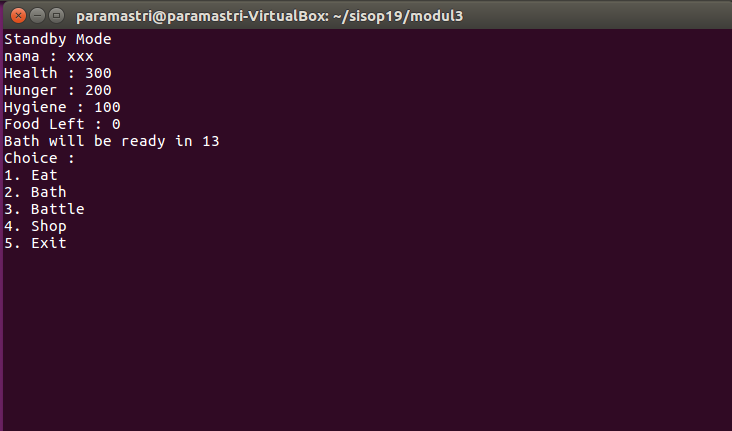 paramastri@paramastri-VirtualBox: ~/sisop19/modul3
Standby Mode
nama : xxx
Health : 300
Hunger : 200
Hygiene : 100
Food Left : 0
Bath will be ready in 13
Choice :
1. Eat
2. Bath
3. Battle
4. Shop
5. Exit